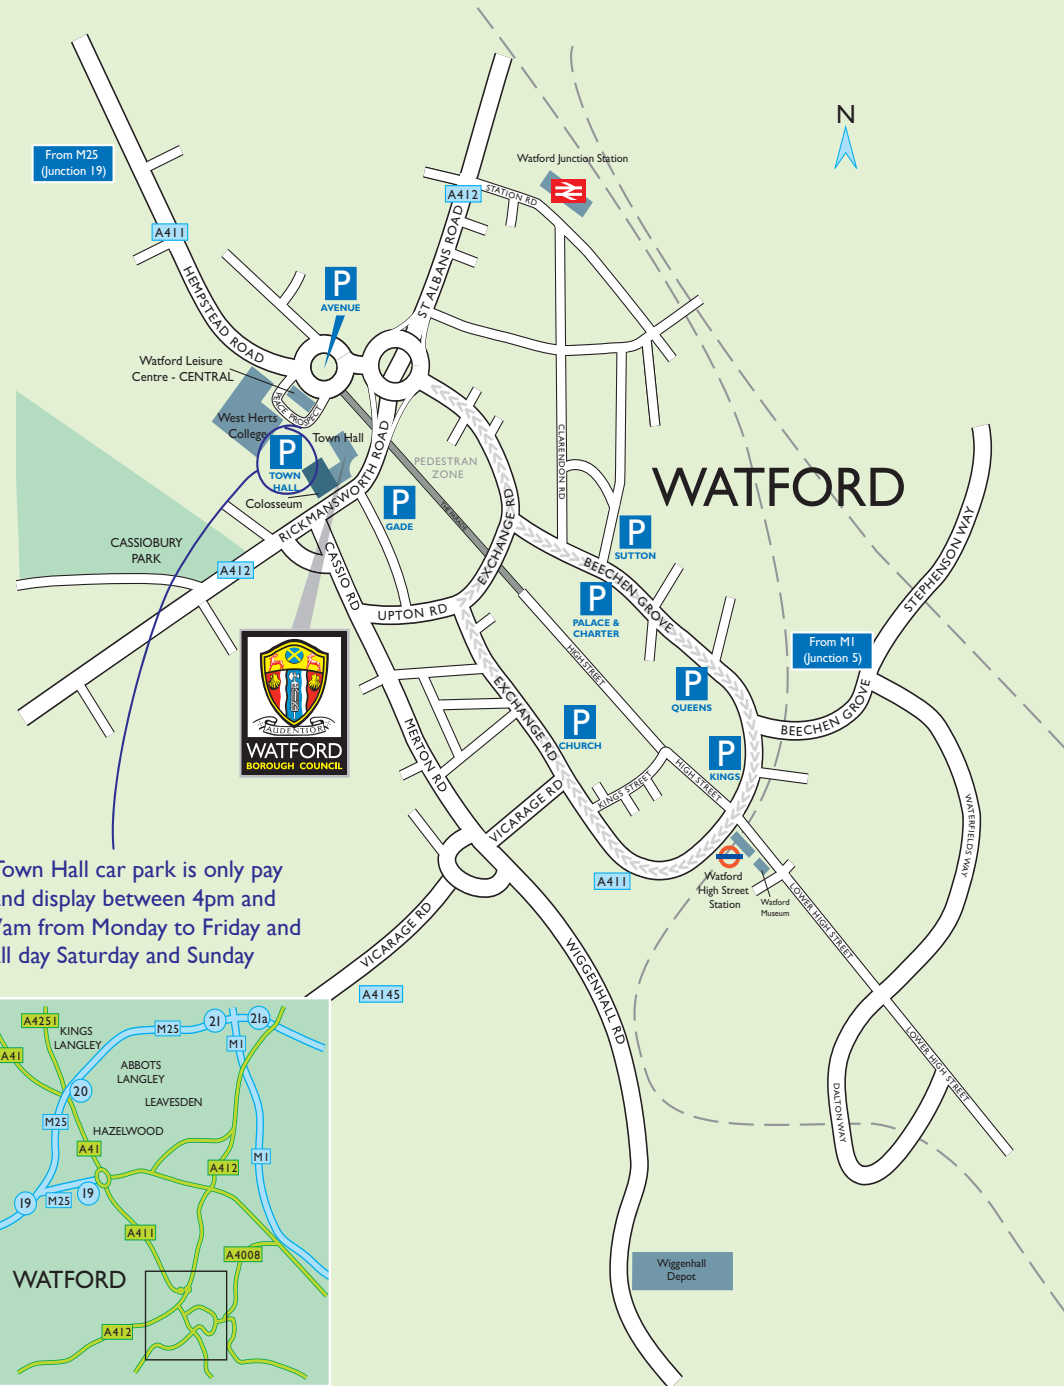 N
Watford Junction Station
From M25
(Junction 19)
STATION RD
A412
A411
ST ALBANS ROAD
HEMPSTEAD ROAD
P
AVENUE
Watford Leisure
Centre - CENTRAL
PEACE PROSPECT
West Herts
College
Town Hall
P
TOWN
HALL
Colosseum
RICKMANSWORTH ROAD
PEDESTRAN
ZONE
CLARENDON RD
WATFORD
P
GADE
EXCHANGE RD
P
SUTTON
STEPHENSON WAY
CASSIOBURY
PARK
A412
CASSIO RD
BEECHEN GROVE
P
PALACE &
CHARTER
UPTON RD
From M1
(Junction 5)
HIGH STREET
P
QUEENS
AUDENTIOR
WATFORD
BOROUGH COUNCIL
EXCHANGE RD
P
CHURCH
BEECHEN GROVE
MERTON RD
P
KINGS
HIGH STREET
KINGS STREET
VICARAGE RD
WATERFIELDS WAY
A411
Watford
High Street
Station
Watford
Museum
LOWER HIGH STREET
own Hall car park is only pay
nd display between 4pm and
am from Monday to Friday and
ll day Saturday and Sunday
VICARAGE RD
WIGGENHALL RD
A4145
LOWER HIGH STREET
DALTON WAY
Wiggenhall
Depot
A4251
KINGS
LANGLEY
M25
21
21a
M1
A41
ABBOTS
LANGLEY
20
LEAVESDEN
M25
HAZELWOOD
A41
A412
M1
19
M25
19
A411
A4008
WATFORD
A412